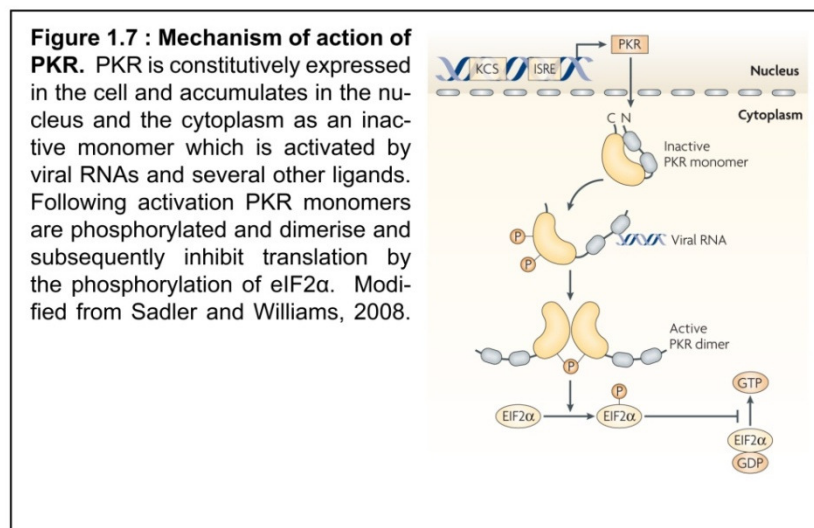 Figure 1.7 : Mechanism of action of
PKR. PKR is constitutively expressed
in the cell and accumulates in the nu-
cleus and the cytoplasm as an inac-
tive monomer which is activated by
viral RNAs and several other ligands.
Following activation PKR monomers
are phosphorylated and dimerise and
subsequently inhibit translation by
the phosphorylation of eIF2α. Modi-
fied from Sadler and Williams, 2008.
PKR
KCS ISRE
Nucleus
Cytoplasm
C N
Inactive
PKR monomer
P
P
Viral RNA
Active
PKR dimer
P
P
GTP
EIF2α
EIF2α
EIF2α
GDP